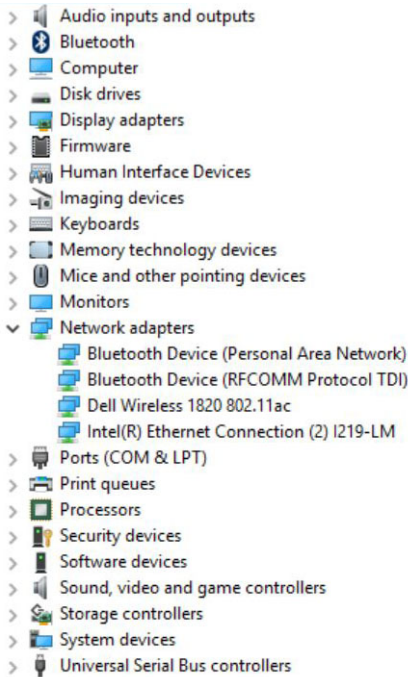 Audio inputs and outputs
Bluetooth
Computer
Disk drives
Display adapters
Firmware
Human Interface Devices
Imaging devices
Keyboards
Memory technology devices
Mice and other pointing devices
Monitors
Network adapters
Bluetooth Device (Personal Area Network)
Bluetooth Device (RFCOMM Protocol TDI)
Dell Wireless 1820 802.11ac
Intel(R) Ethernet Connection (2) I219-LM
Ports (COM & LPT)
Print queues
Processors
Security devices
Software devices
Sound, video and game controllers
Storage controllers
System devices
Universal Serial Bus controllers